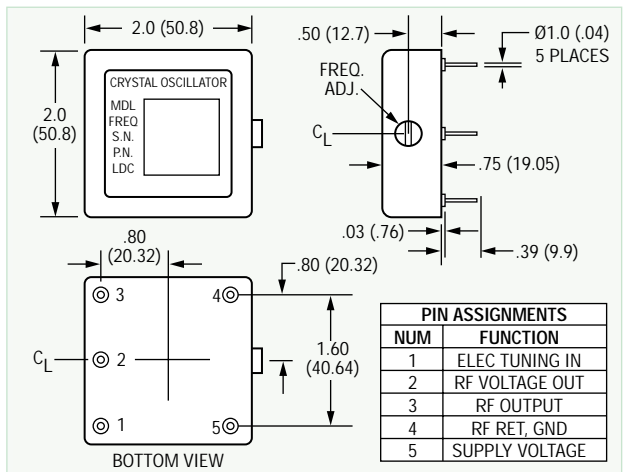 2.0 (50.8)
2.0
(50.8)
CRYSTAL OSCILLATOR
MDL
FREQ
S.N.
P.N.
LDC
.50 (12.7)
Ø1.0 (.04)
5 PLACES
FREQ.
ADJ.
CL
.75 (19.05)
.03 (.76)
.39 (9.9)
.80
(20.32)
.80 (20.32)
3
4
CL
2
1.60
(40.64)
1
5
BOTTOM VIEW
PIN ASSIGNMENTS
NUM FUNCTION
1 ELEC TUNING IN
2 RF VOLTAGE OUT
3 RF OUTPUT
4 RF RET, GND
5 SUPPLY VOLTAGE